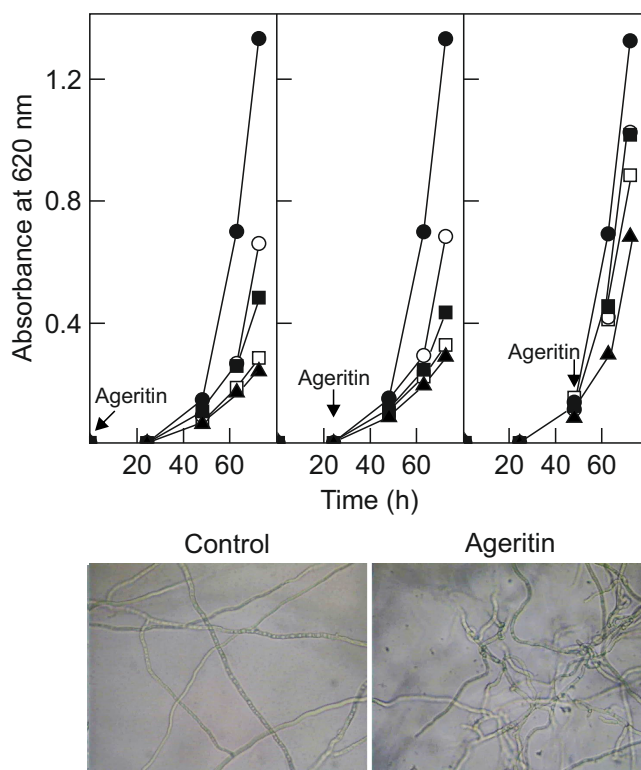 1.2
0.8
0.4
Absorbance at 620 nm
Ageritin
Ageritin
Ageritin
20 40 60
20 40 60
20 40 60
Time (h)
Control
Ageritin